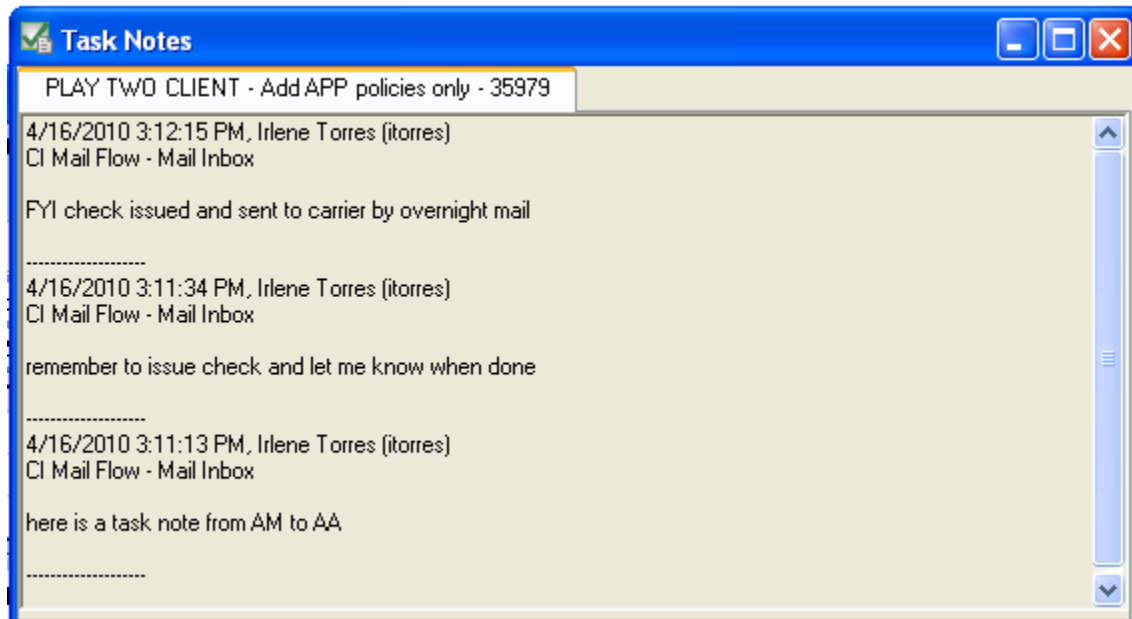 Task Notes
PLAY TWO CLIENT - Add APP policies only - 35979
4/16/2010 3:12:15 PM, Irlene Torres (itorres)
CI Mail Flow - Mail Inbox
FYI check issued and sent to carrier by overnight mail
--------------------
4/16/2010 3:11:34 PM, Irlene Torres (itorres)
CI Mail Flow - Mail Inbox
remember to issue check and let me know when done
--------------------
4/16/2010 3:11:13 PM, Irlene Torres (itorres)
CI Mail Flow - Mail Inbox
here is a task note from AM to AA
--------------------